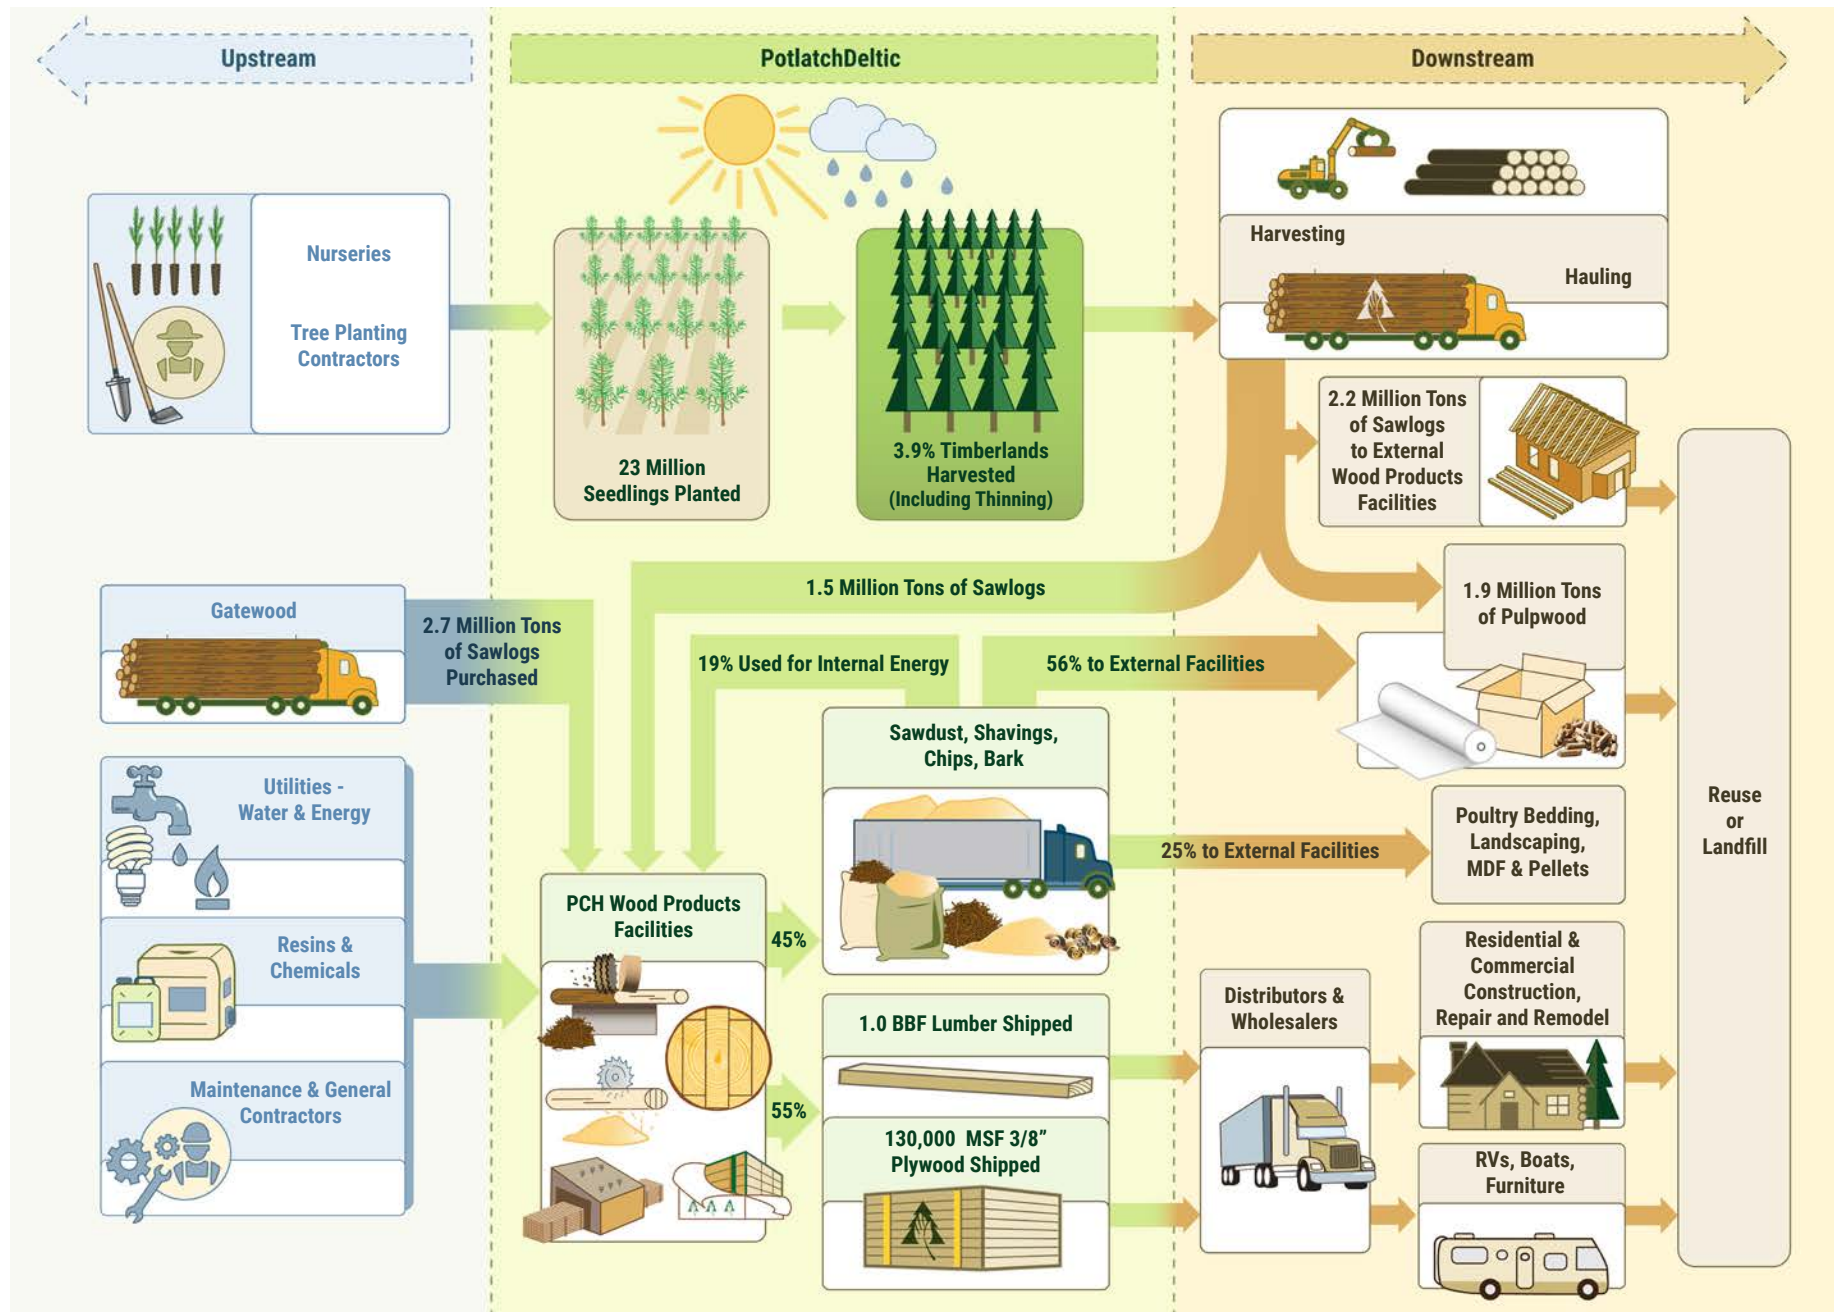 Upstream
PotlatchDeltic
Downstream
Nurseries
Tree Planting
Contractors
23 Million
Seedlings Planted
3.9% Timberlands
Harvested
(Including Thinning)
Harvesting
Hauling
2.2 Million Tons
of Sawlogs
to External
Wood Products
Facilities
1.5 Million Tons of Sawlogs
1.9 Million Tons
of Pulpwood
Gatewood
2.7 Million Tons
of Sawlogs
Purchased
19% Used for Internal Energy
56% to External Facilities
Sawdust, Shavings,
Chips, Bark
Utilities -
Water & Energy
Resins &
Chemicals
Maintenance & General
Contractors
PCH Wood Products
Facilities
45%
55%
25% to External Facilities
Poultry Bedding,
Landscaping,
MDF & Pellets
1.0 BBF Lumber Shipped
130,000 MSF 3/8”
Plywood Shipped
Distributors &
Wholesalers
Residential &
Commercial
Construction,
Repair and Remodel
RVs, Boats,
Furniture
Reuse
or
Landfill